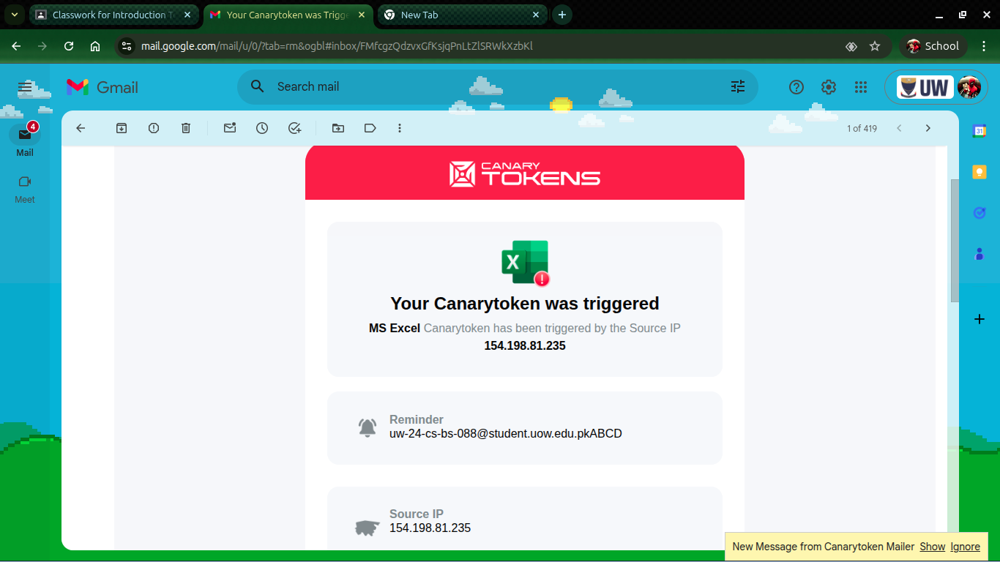 Classwork for Introduction T
Your Canarytoken was Trigge
New Tab
mail.google.com/mail/u/0/?tab=rm&ogbl#inbox/FMfcgzQdzvxGfKsjqPnLtZlSRWkXzbKl
School
Gmail
Search mail
UW
4
Mail
Meet
1 of 419
31
CANARY
TOKENS
X
Your Canarytoken was triggered
MS Excel Canarytoken has been triggered by the Source IP
154.198.81.235
Reminder
uw-24-cs-bs-088@student.uow.edu.pkABCD
Source IP
154.198.81.235
New Message from Canarytoken Mailer Show Ignore